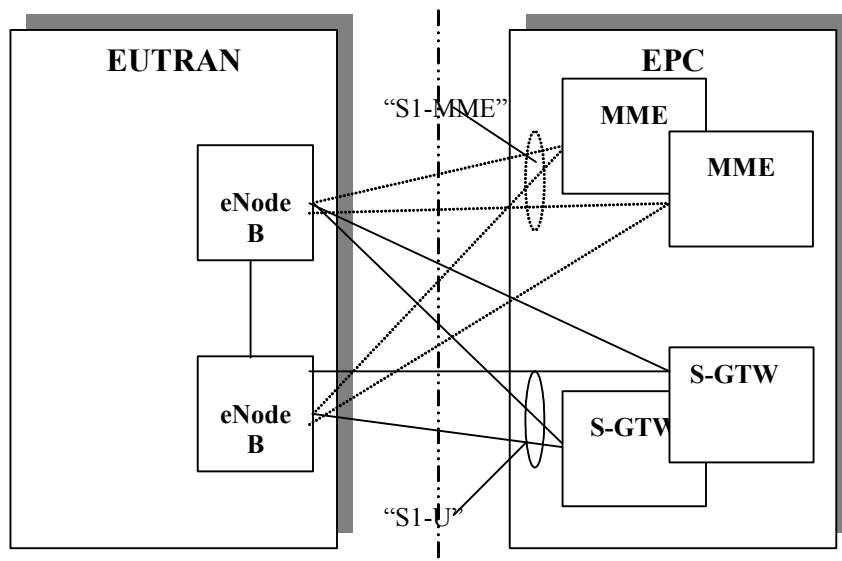 EUTRAN
EPC
“S1-MME”
MME
MME
eNode
B
S-GTW
eNode
B
S-GTW
“S1-U”